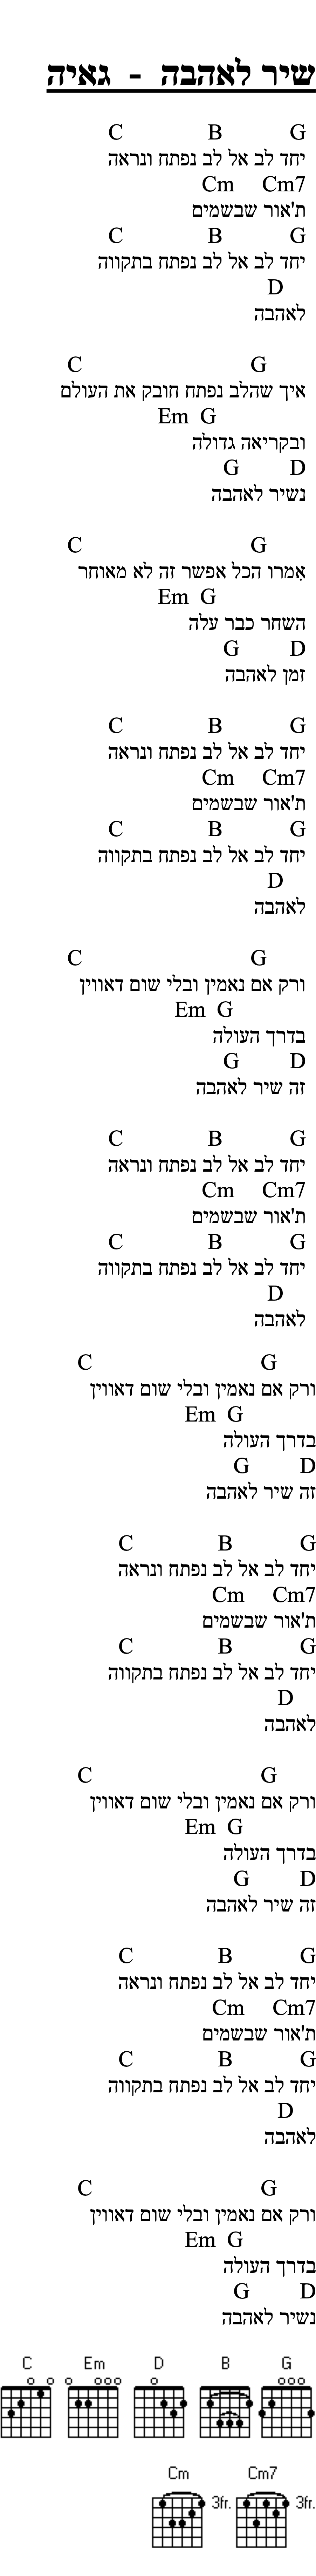 שיר לאהבה - גאיה
C B G
יחד לב אל לב נפתח ונראה
Cm Cm7
ת'אור שבשמים
C B G
יחד לב אל לב נפתח בתקווה
D
לאהבה
C G
איך שהלב נפתח חובק את העולם
Em G
ובקריאה גדולה
G D
נשיר לאהבה
C G
אִמרו הכל אפשר זה לא מאוחר
Em G
השחר כבר עלה
G D
זמן לאהבה
C B G
יחד לב אל לב נפתח ונראה
Cm Cm7
ת'אור שבשמים
C B G
יחד לב אל לב נפתח בתקווה
D
לאהבה
C G
ורק אם נאמין ובלי שום דאווין
Em G
בדרך העולה
G D
זה שיר לאהבה
C B G
יחד לב אל לב נפתח ונראה
Cm Cm7
ת'אור שבשמים
C B G
יחד לב אל לב נפתח בתקווה
D
לאהבה
C G
ורק אם נאמין ובלי שום דאווין
Em G
בדרך העולה
G D
זה שיר לאהבה
C B G
יחד לב אל לב נפתח ונראה
Cm Cm7
ת'אור שבשמים
C B G
יחד לב אל לב נפתח בתקווה
D
לאהבה
C G
ורק אם נאמין ובלי שום דאווין
Em G
בדרך העולה
G D
זה שיר לאהבה
C B G
יחד לב אל לב נפתח ונראה
Cm Cm7
ת'אור שבשמים
C B G
יחד לב אל לב נפתח בתקווה
D
לאהבה
C G
ורק אם נאמין ובלי שום דאווין
Em G
בדרך העולה
G D
נשיר לאהבה
C Em D B G
Cm Cm7
3fr. 3fr.